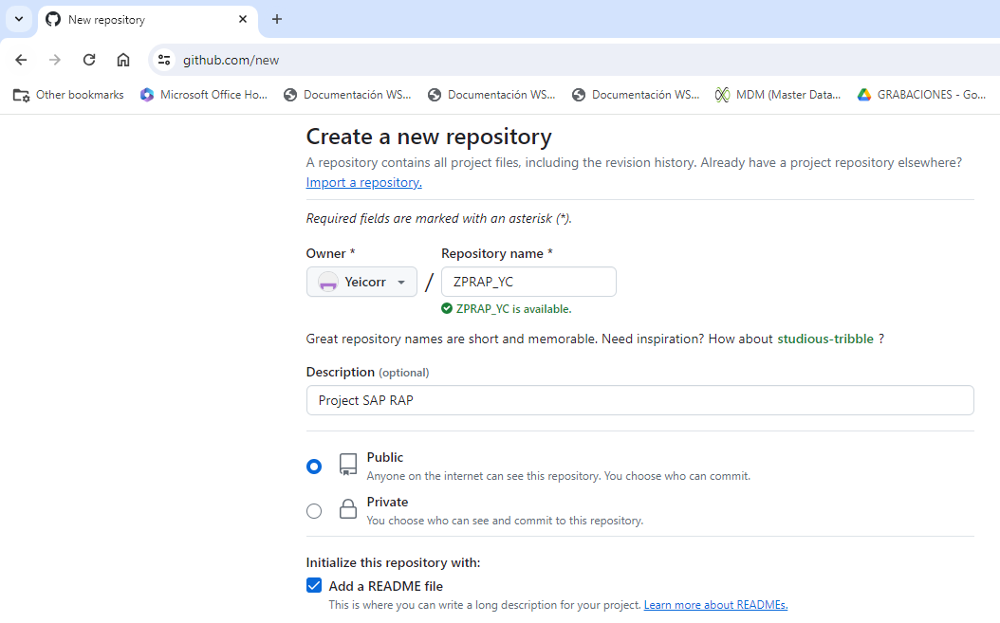 New repository
github.com/new
Other bookmarks
Microsoft Office Ho...
Documentación WS...
Documentación WS...
Documentación WS...
MDM (Master Data...
GRABACIONES - Go...
Create a new repository
A repository contains all project files, including the revision history. Already have a project repository elsewhere?
Import a repository.
Required fields are marked with an asterisk (*).
Owner *
Repository name *
Yeicorr
/
ZPRAP_YC
ZPRAP_YC is available.
Great repository names are short and memorable. Need inspiration? How about studious-tribble ?
Description (optional)
Project SAP RAP
Public
Anyone on the internet can see this repository. You choose who can commit.
Private
You choose who can see and commit to this repository.
Initialize this repository with:
Add a README file
This is where you can write a long description for your project. Learn more about READMEs.